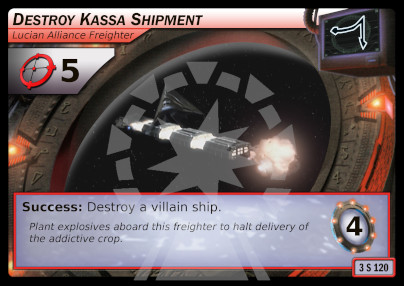 DESTROY KASSA SHIPMENT
Lucian Alliance Freighter
5
Success: Destroy a villain ship.
Plant explosives aboard this freighter to halt delivery of
the addictive crop.
4
3 S 120